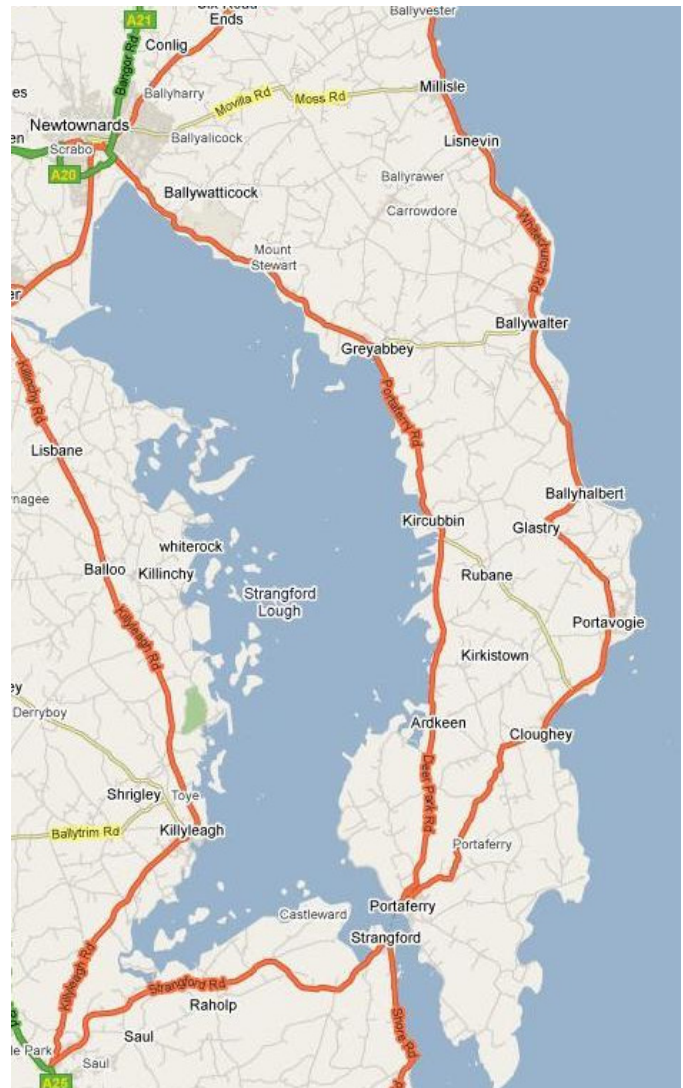 Six Road
Ends
Ballyvester
A21
Conlig
Bangor Rd
Ballyharry
Movilla Rd
Moss Rd
Millisle
Newtownards
Ballyalicock
Lisnevin
Scrabo
A20
Ballyrawer
Ballywatticock
Carrowdore
Whitechurch Rd
Mount
Stewart
Ballywalter
Greyabbey
Killinchy Rd
Portaferry Rd
Lisbane
Ballyhalbert
Kircubbin
Glastry
whiterock
Balloo
Killinchy
Rubane
Strangford
Lough
Killyleagh Rd
Portavogie
Kirkistown
Derryboy
Ardkeen
Cloughey
Deer Park Rd
Shrigley
Toye
Ballytrim Rd
Killyleagh
Portaferry
Castleward
Portaferry
Strangford
Killyleagh Rd
Strangford Rd
Raholp
Shore Rd
Saul
Park
Saul
A25